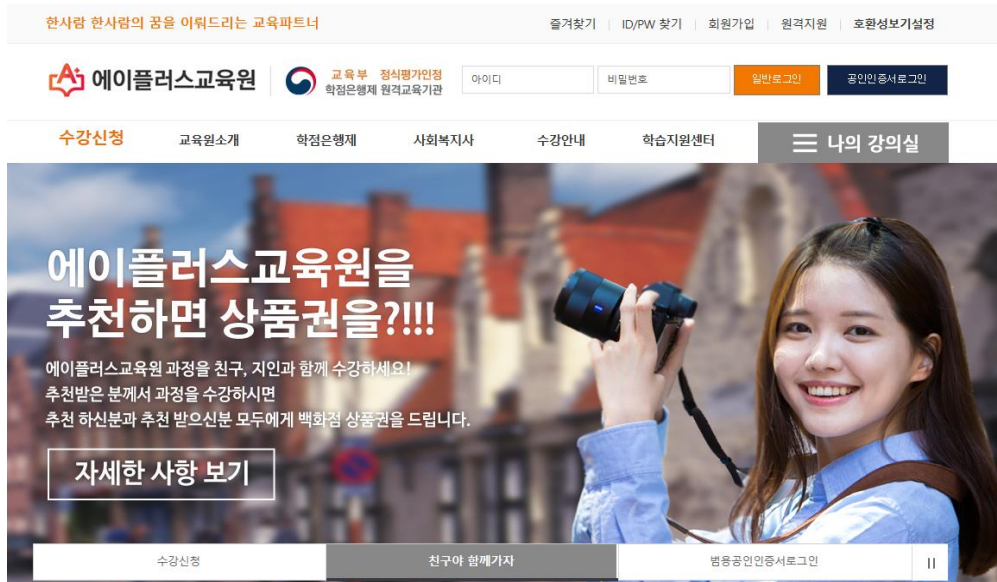 한사람 한사람의 꿈을 이뤄드리는 교육파트너
즐겨찾기 ID/PW 찾기 회원가입 원격지원 호환성보기설정
에이플러스교육원
교육부 정식평가인정
학점은행제 원격교육기관
아이디 비밀번호 일반로그인 공인인증서로그인
수강신청 교육원소개 학점은행제 사회복지사 수강안내 학습지원센터 나의 강의실
에이플러스교육원을
추천하면 상품권을?!!!
에이플러스교육원 과정을 친구, 지인과 함께 수강하세요!
추천받은 분께서 과정을 수강하시면
추천 하신분과 추천 받으신분 모두에게 백화점 상품권을 드립니다.
자세한 사항 보기
수강신청 친구야 함께가자 범용공인인증서로그인